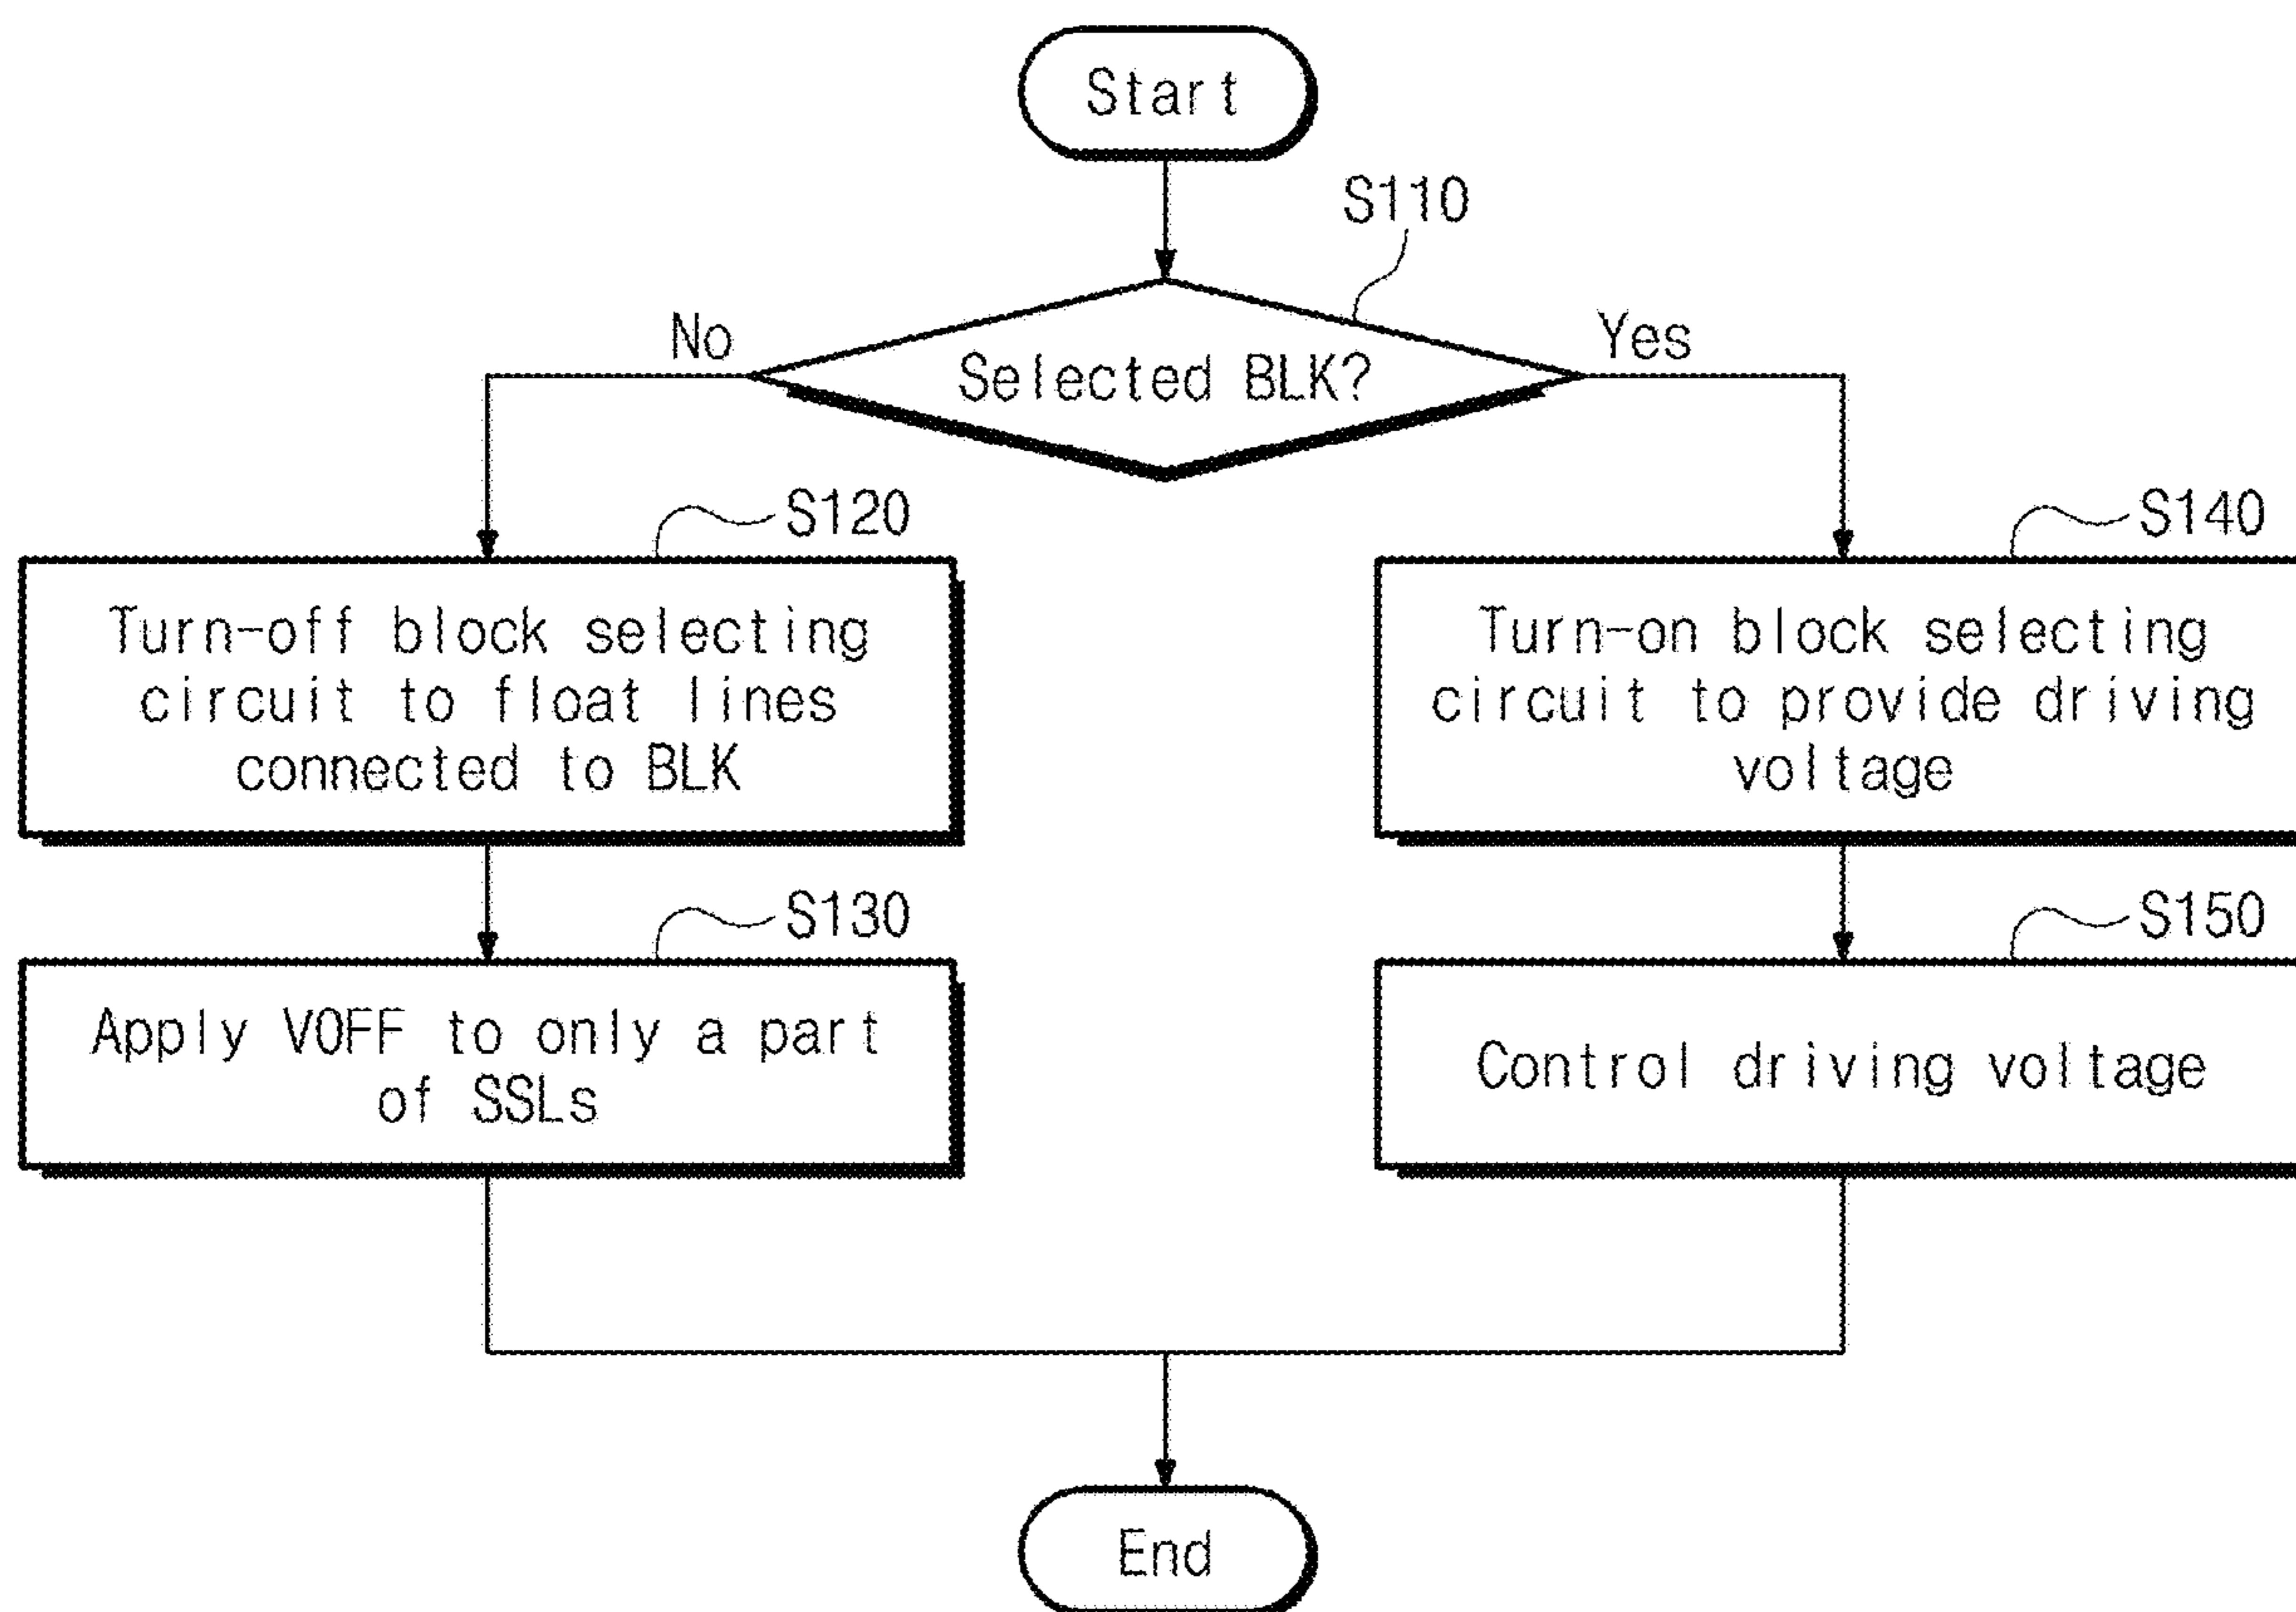 Start
S110
No
Yes
Selected BLK?
S120
Turn-off block selecting
circuit to float lines
connected to BLK
S140
Turn-on block selecting
circuit to provide driving
voltage
S130
Apply VOFF to only a part
of SSLs
S150
Control driving voltage
End